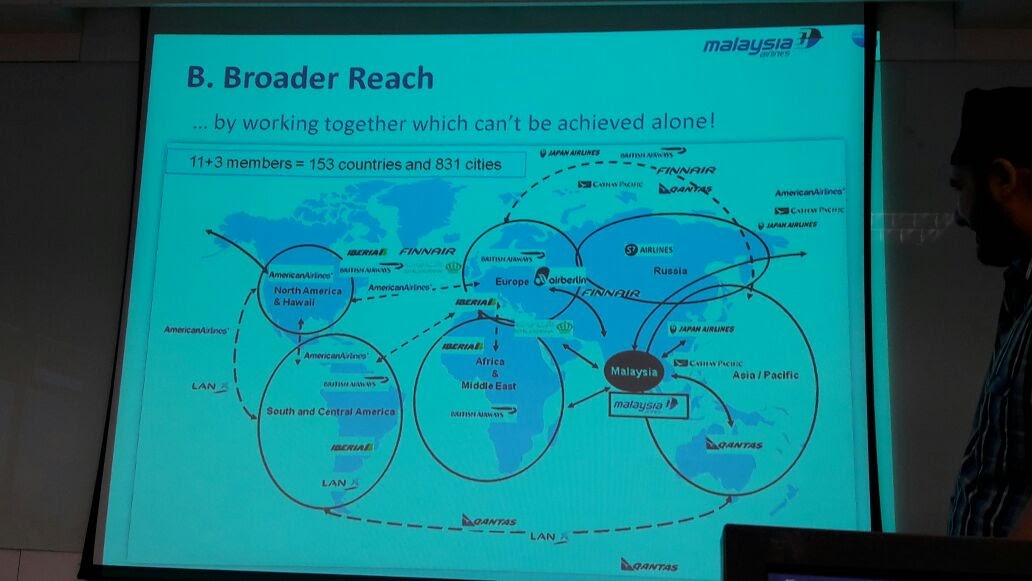 malaysia
airlines
B. Broader Reach
... by working together which can't be achieved alone!
11+3 members = 153 countries and 831 cities
JAPAN AIRLINES
BRITISH AIRWAYS
FINNAIR
CATHAY PACIFIC
QANTAS
AmericanAirlines
CATHAY PACIFIC
JAPAN AIRLINES
IBERIA
FINNAIR
BRITISH AIRWAYS
AmericanAirlines
North America
& Hawaii
AmericanAirlines
BRITISH AIRWAYS
Europe
airberlin
S7 AIRLINES
Russia
FINNAIR
IBERIA
AmericanAirlines
LAN
AmericanAirlines
BRITISH AIRWAYS
South and Central America
IBERIA
LAN
IBERIA
Africa
&
Middle East
BRITISH AIRWAYS
JAPAN AIRLINES
CATHAY PACIFIC
Malaysia
Asia / Pacific
malaysia
QANTAS
QANTAS
LAN
QANTAS